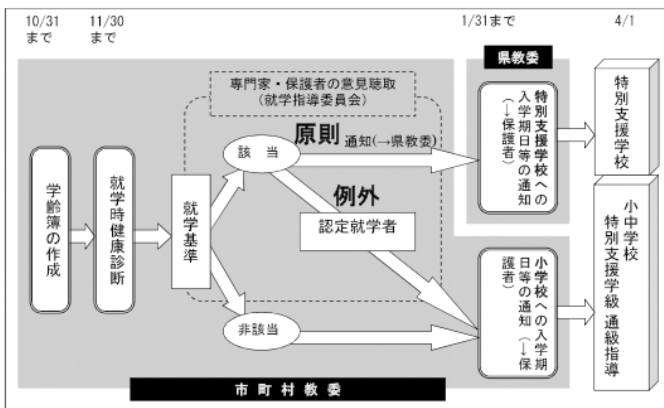 10/31
まで
11/30
まで
1/31まで
4/1
県教委
専門家・保護者の意見聴取
(就学指導委員会)
原則
通知(→県教委)
該 当
例外
認定就学者
非該当
学齢簿の作成
就学時健康診断
就学基準
特別支援学校への
入学期日等の通知
(→保護者)
小学校への入学期
日等の通知 (→保
護者)
特別支援学校
小中学校
特別支援学級 通級指導
市 町 村 教 委